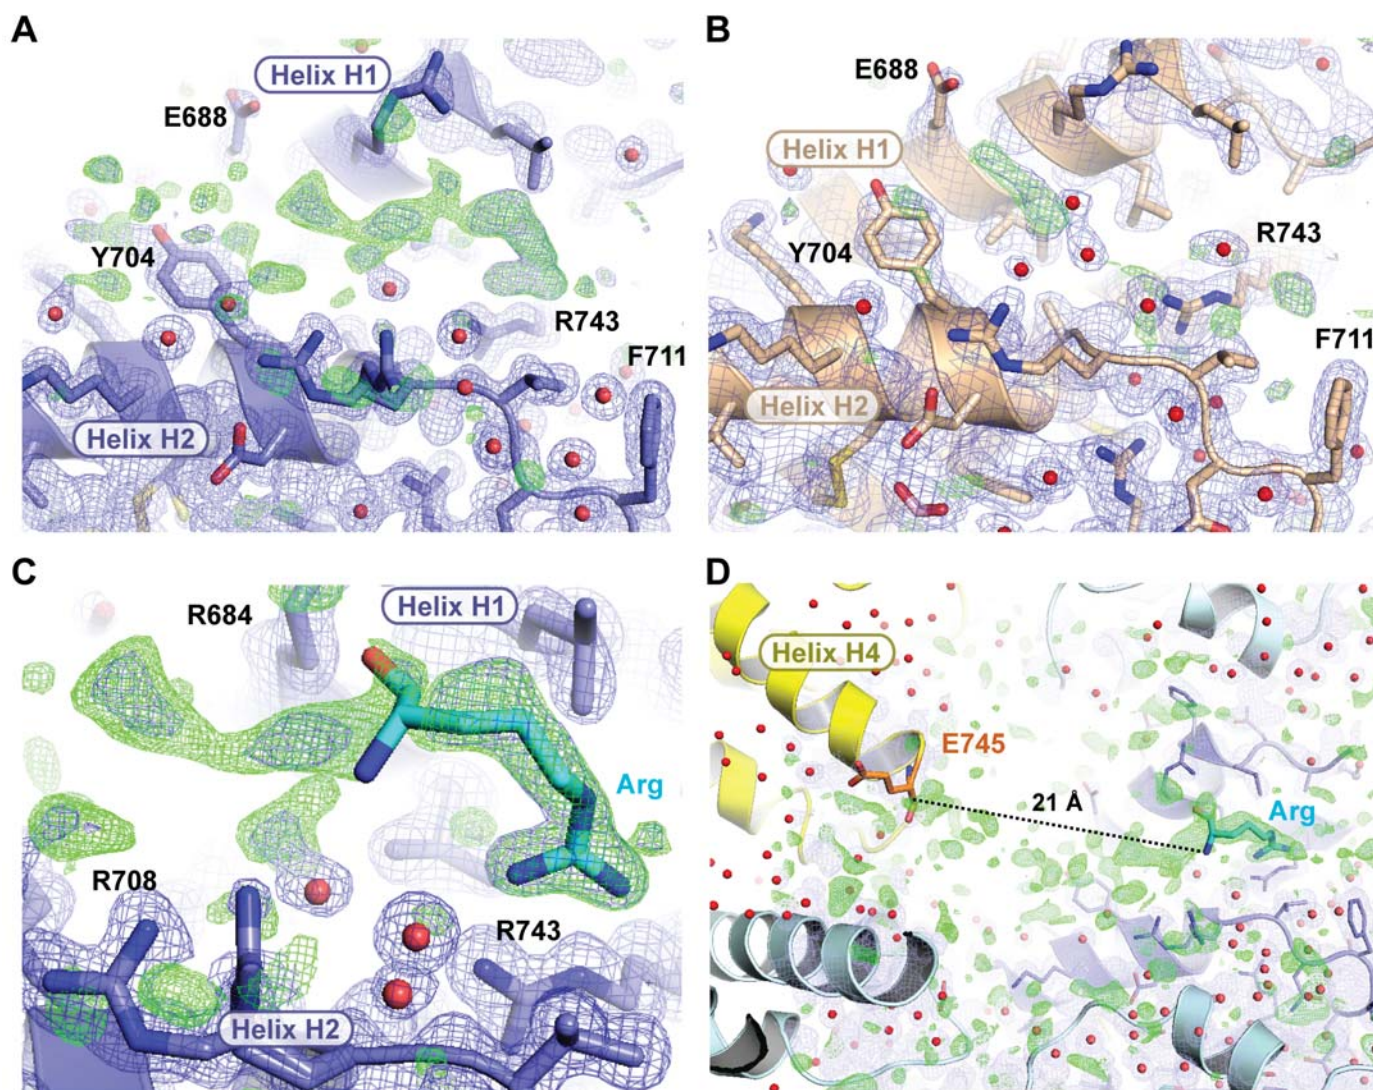 A
Helix H1
E688
Y704
R743
F711
Helix H2
B
E688
Helix H1
Y704
R743
F711
Helix H2
C
R684
Helix H1
Arg
R708
R743
Helix H2
D
Helix H4
E745
21 Å
Arg